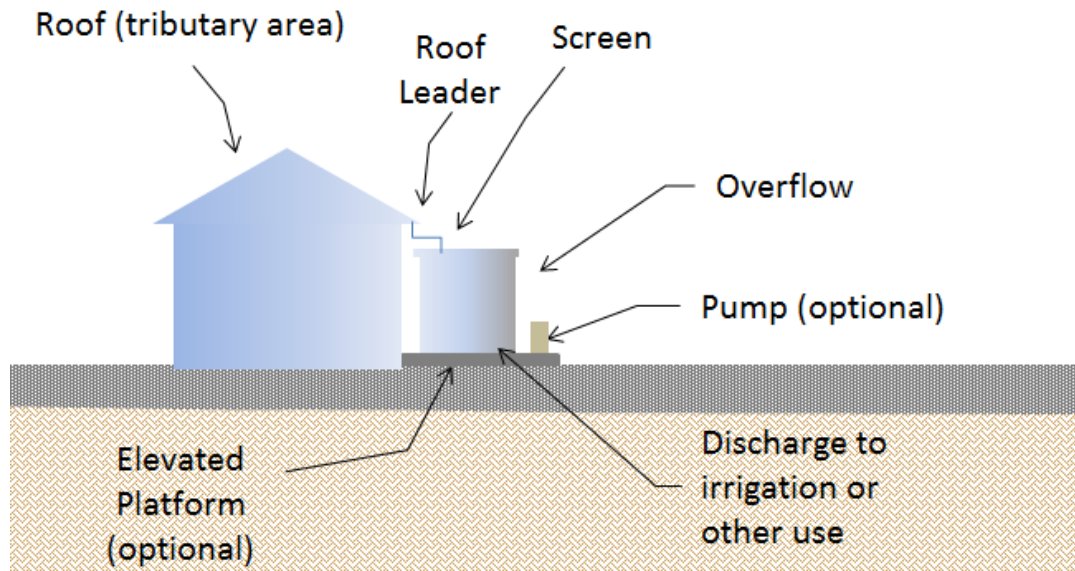 Roof (tributary area)
Roof
Leader
Screen
Overflow
Pump (optional)
Elevated
Platform
(optional)
Discharge to
irrigation or
other use